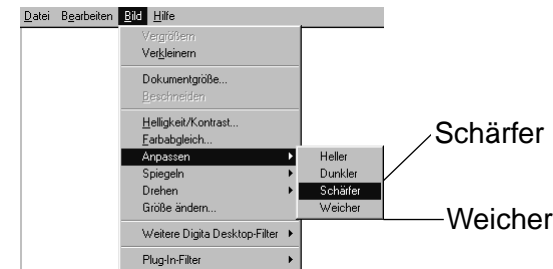 Datei Bearbeiten Bild Hilfe
Vergrößern
Verkleinern
Dokumentgröße...
Beschneiden
Helligkeit/Kontrast...
Farbabgleich...
Anpassen
Spiegeln
Drehen
Größe ändern...
Weitere Digita Desktop-Filter
Plug-In-Filter
Heller
Dunkler
Schärfer
Weicher
Schärfer
Weicher